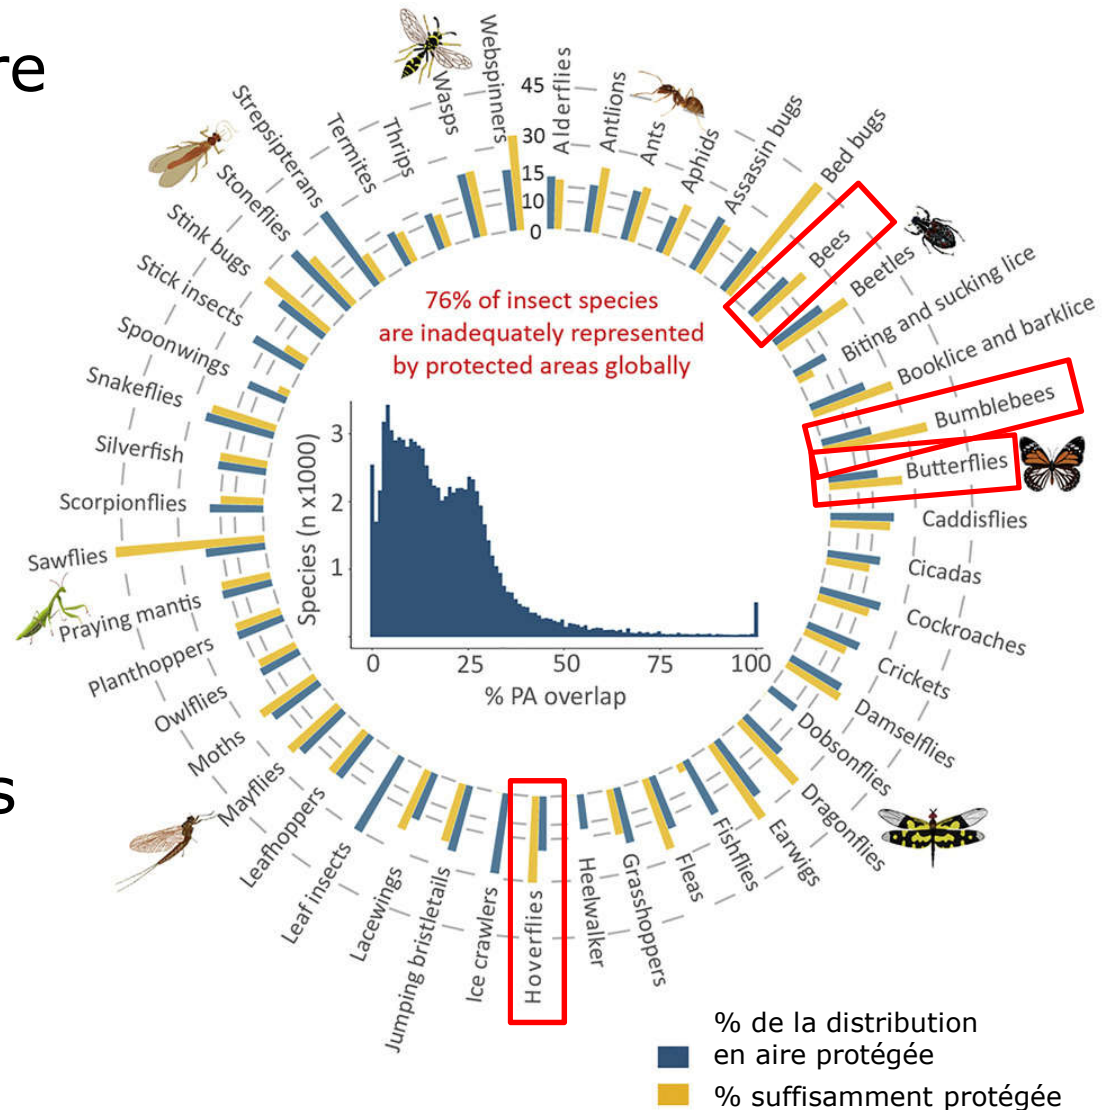 re
s
45
30
15
10
0
Alderflies
Antlions
Ants
Aphids
Assassin bugs
Bed bugs
Bees
Beetles
Biting and sucking lice
Booklice and barklice
Bumblebees
Butterflies
Caddisflies
Cicadas
Cockroaches
Crickets
Damselflies
Dobsonflies
Dragonflies
Earwigs
Fishflies
Fleas
Grasshoppers
Heelwalker
Hoverflies
Ice crawlers
Jumping bristletails
Lacewings
Leaf insects
Leafhoppers
Mayflies
Moths
Owlflies
Planthoppers
Praying mantis
Sawflies
Scorpionflies
Silverfish
Snakeflies
Spoonwings
Stick insects
Stink bugs
Stoneflies
Strepsipterans
Termites
Thrips
Wasps
Webspinners
76% of insect species
are inadequately represented
by protected areas globally
Species (n x1000)
3
2
1
0 25 50 75 100
% PA overlap
% de la distribution
en aire protégée
% suffisamment protégée